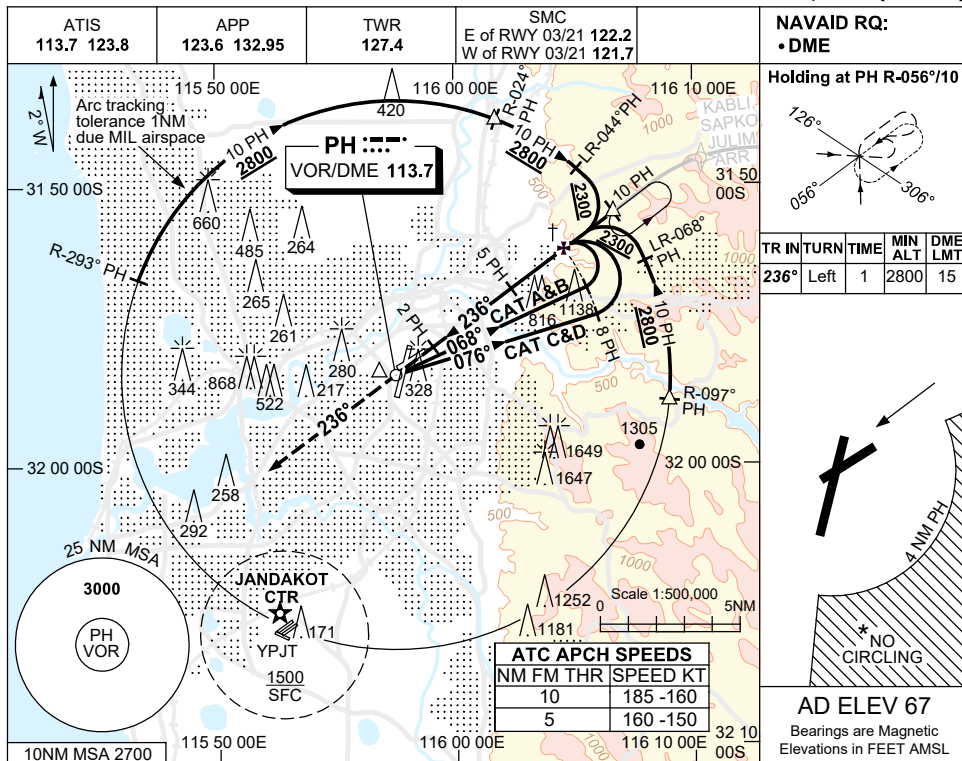 ATIS
113.7 123.8
APP
123.6 132.95
TWR
127.4
SMC
E of RWY 03/21 122.2
W of RWY 03/21 121.7
NAVAID RQ:
• DME
Holding at PH R-056°/10
126°
056°
306°
TR IN TURN TIME MIN ALT DME LMT
236° Left 1 2800 15
2°W
Arc tracking
tolerance 1NM
due MIL airspace
115 50 00E
116 00 00E
116 10 00E
420
R-024°
PH
KABLI,
SAPKO
JULIM
ARR
1000
10 PH
2800
10 PH
2800
LR-044°PH
PH
VOR/DME 113.7
31 50 00S
31 50
00S
500
2300
10 PH
2300
LR-068°
PH
1000
660
485
264
R-293° PH
5 PH
236°
265
261
CAT A&B
068°
816
1138
10 PH
2800
2 PH
CAT C&D
076°
8 PH
280
344
868
522
217
328
500
R-097°
PH
236°
1305
1649
1647
32 00 00S
32 00 00S
258
292
500
1000
25 NM MSA
3000
PH
VOR
JANDAKOT
CTR
171
YPJT
1500
SFC
1252
1181
Scale 1:500,000
0
5NM
ATC APCH SPEEDS
NM FM THR SPEED KT
10 185 -160
5 160 -150
4 NM PH
* NO
CIRCLING
10NM MSA 2700
115 50 00E
116 00 00E
116 10 00E
32 10
00S
AD ELEV 67
Bearings are Magnetic
Elevations in FEET AMSL